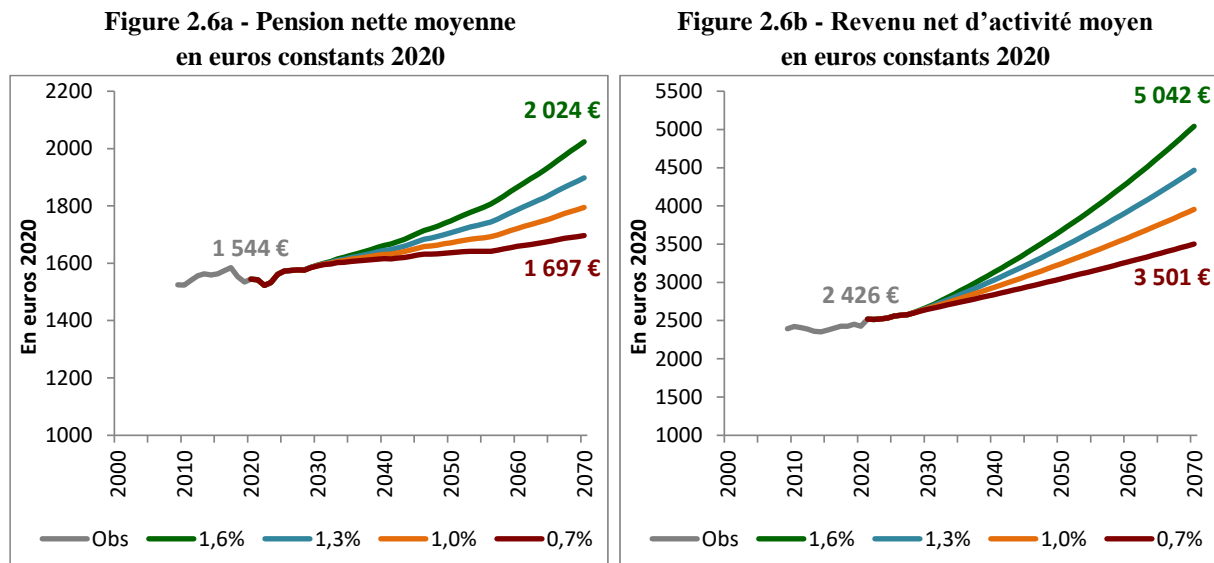 Figure 2.6a - Pension nette moyenne
en euros constants 2020
En euros 2020
2200
2000
1800
1600
1400
1200
1000
2 024 €
1 544 €
1 697 €
2000
2010
2020
2030
2040
2050
2060
2070
Obs
1,6%
1,3%
1,0%
0,7%
Figure 2.6b - Revenu net d’activité moyen
en euros constants 2020
En euros 2020
5500
5000
4500
4000
3500
3000
2500
2000
1500
1000
5 042 €
2 426 €
3 501 €
2000
2010
2020
2030
2040
2050
2060
2070
Obs
1,6%
1,3%
1,0%
0,7%